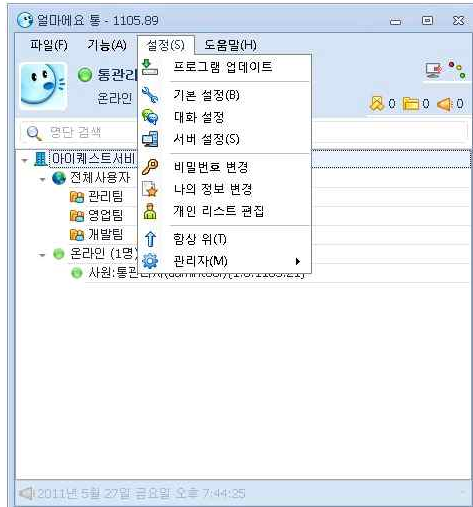 얼마에요 통 - 1105.89
파일(F) 기능(A) 설정(S) 도움말(H)
통관리
온라인
0 0 0
명단 검색
프로그램 업데이트
기본 설정(B)
대화 설정
서버 설정(S)
비밀번호 변경
나의 정보 변경
개인 리스트 편집
항상 위(T)
관리자(M)
아이퀘스트서비
전체사용자
관리팀
영업팀
개발팀
온라인 (1명)
사원:통관
2011년 5월 27일 금요일 오후 7:44:35